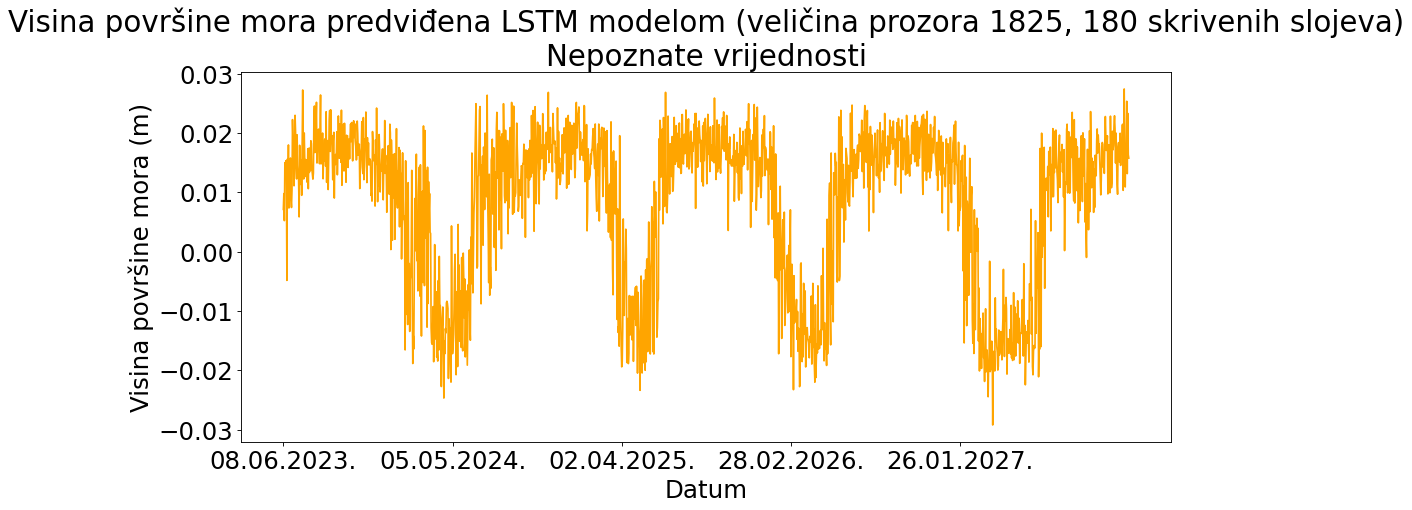 Visina površine mora predviđena LSTM modelom (veličina prozora 1825, 180 skrivenih slojeva)
Nepoznate vrijednosti
0.03
0.02
0.01
0.00
−0.01
−0.02
−0.03
Visina površine mora (m)
08.06.2023. 05.05.2024. 02.04.2025. 28.02.2026. 26.01.2027.
Datum